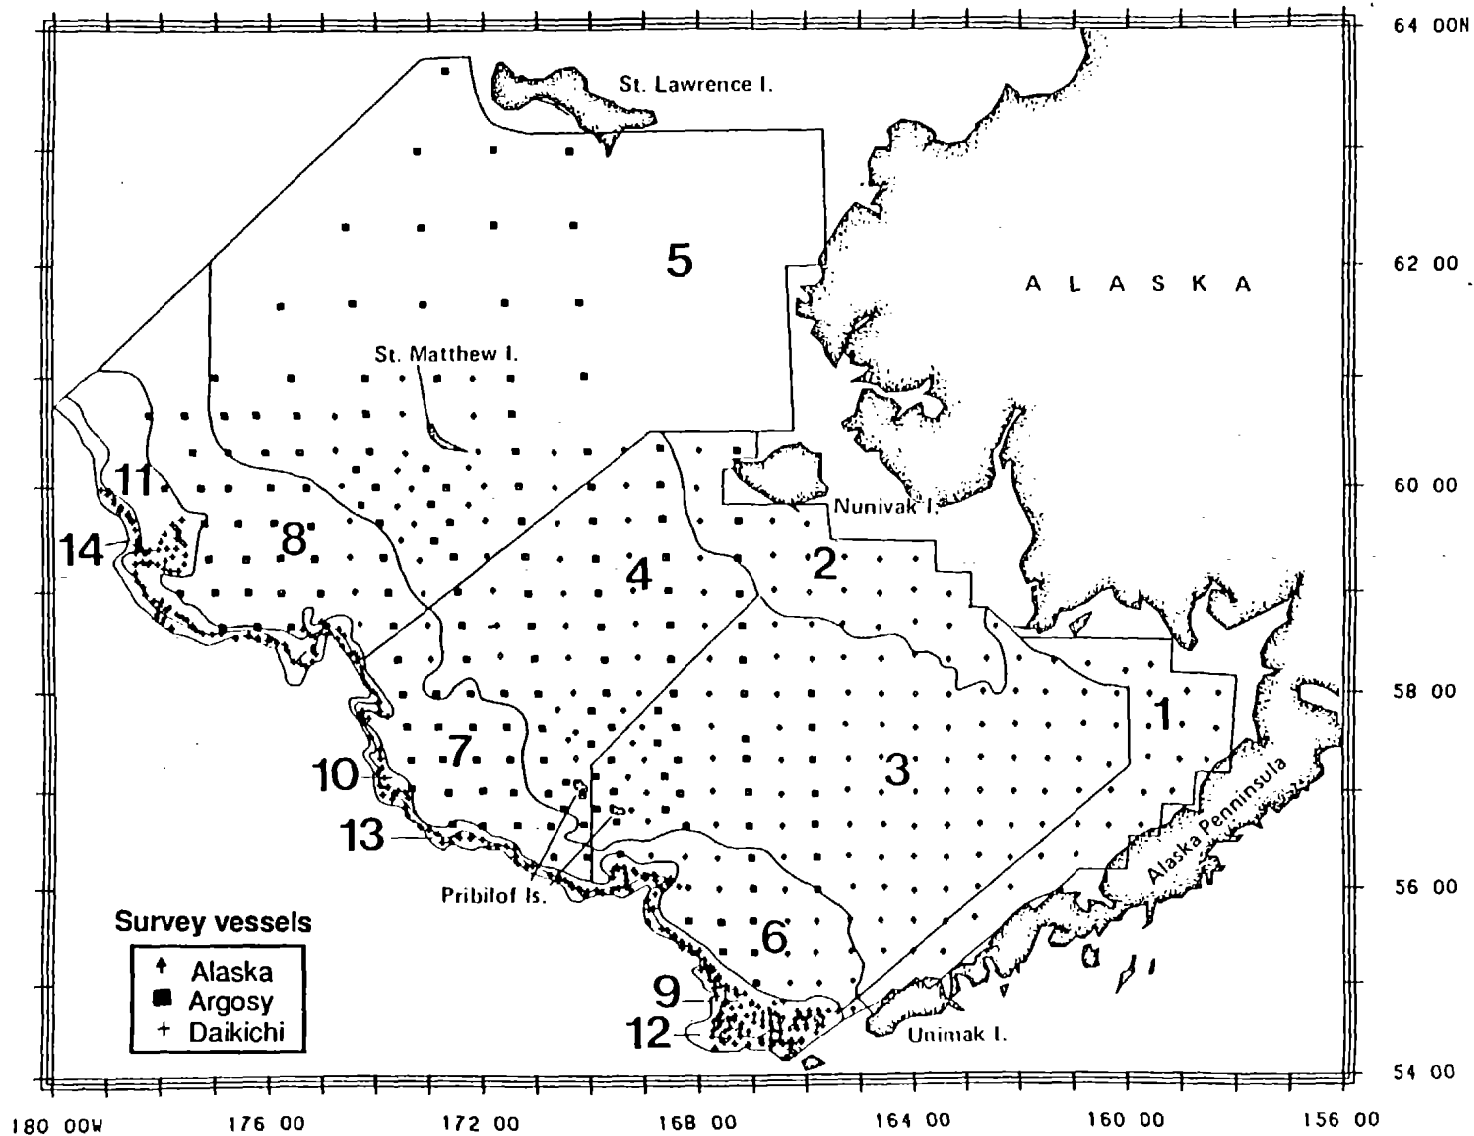 64 00N
St. Lawrence I.
5
62 00
A L A S K A
St. Matthew I.
11
60 00
Nunivak I.
14
8
4
2
58 00
1
7
3
10
13
Alaska Penninsula
Pribilof Is.
56 00
Survey vessels
6
Alaska
9
Argosy
12
Daikichi
Unimak I.
54 00
180 00W 176 00 172 00 168 00 164 00 160 00 156 00